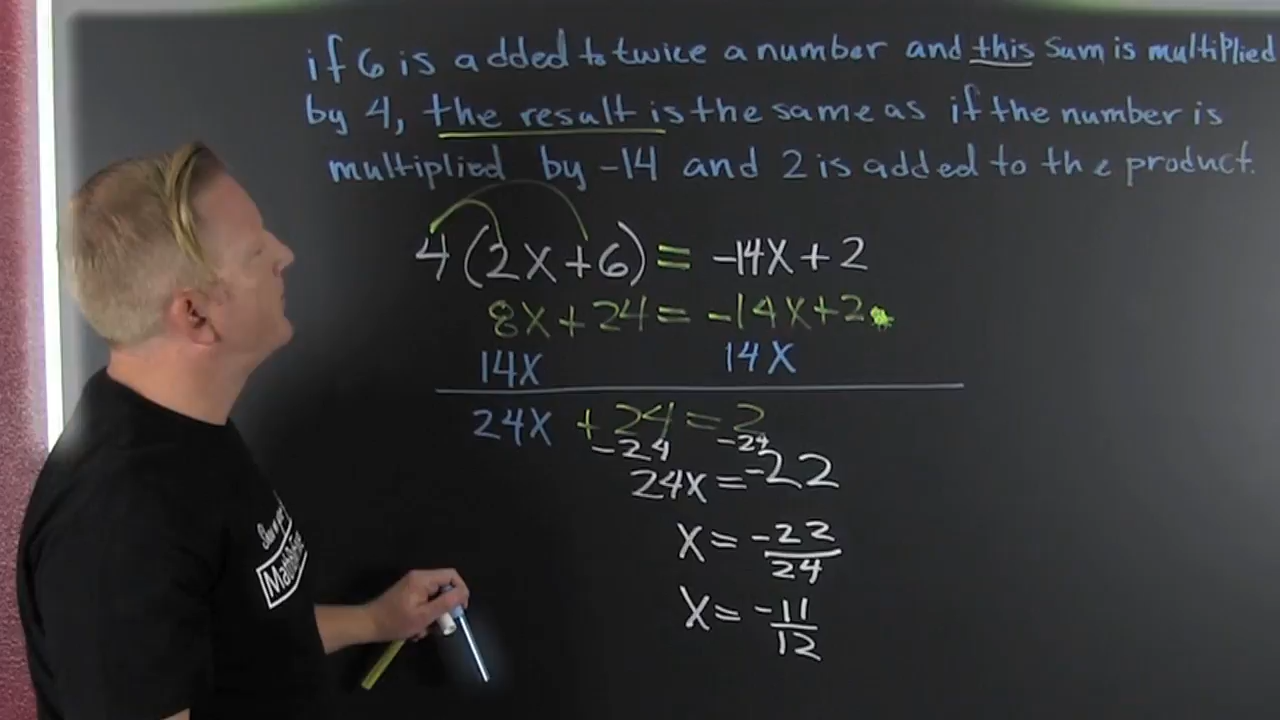 if 6 is added to twice a number and this sum is multiplied
by 4, the result is the same as if the number is
multiplied by -14 and 2 is added to the product.
4(2x+6) = -14x+2
8x+24 = -14x+2
14x 14x
24x +24 = 2
-24 -24
24x = -22
x = -22/24
x = -11/12